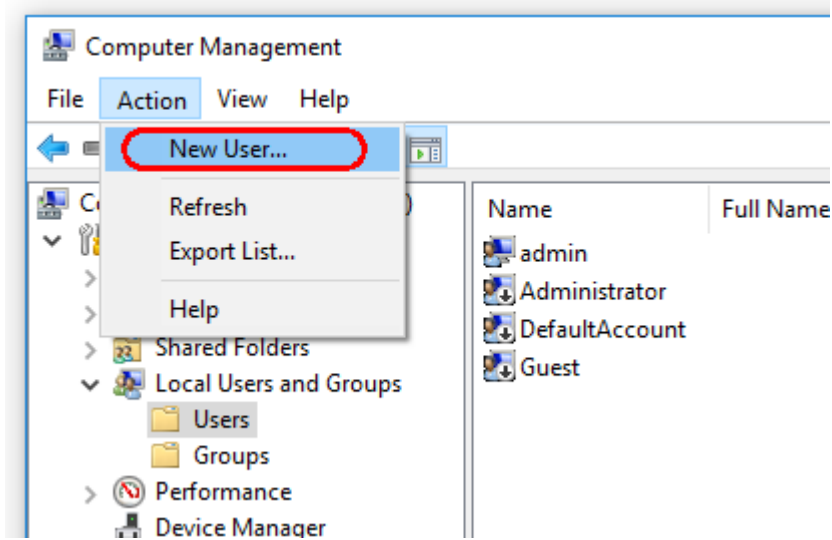 Computer Management
File Action View Help
New User...
Refresh
Export List...
Help
Shared Folders
Local Users and Groups
Users
Groups
Performance
Device Manager
Name Full Name
admin
Administrator
DefaultAccount
Guest